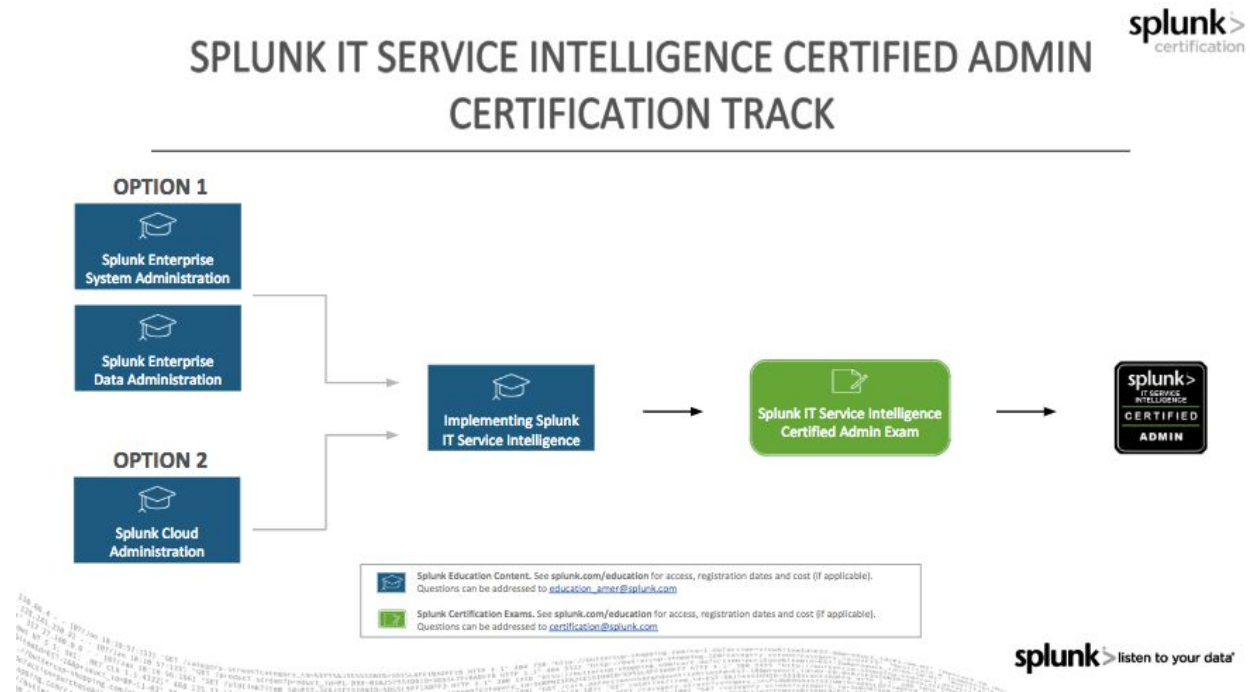 splunk>
certification
SPLUNK IT SERVICE INTELLIGENCE CERTIFIED ADMIN
CERTIFICATION TRACK
OPTION 1
Splunk Enterprise
System Administration
Splunk Enterprise
Data Administration
OPTION 2
Splunk Cloud
Administration
Implementing Splunk
IT Service Intelligence
Splunk IT Service Intelligence
Certified Admin Exam
splunk>
IT SERVICE
INTELLIGENCE
CERTIFIED
ADMIN
Splunk Education Content. See splunk.com/education for access, registration dates and cost (if applicable).
Questions can be addressed to education_amer@splunk.com
Splunk Certification Exams. See splunk.com/education for access, registration dates and cost (if applicable).
Questions can be addressed to certification@splunk.com
splunk> listen to your data®